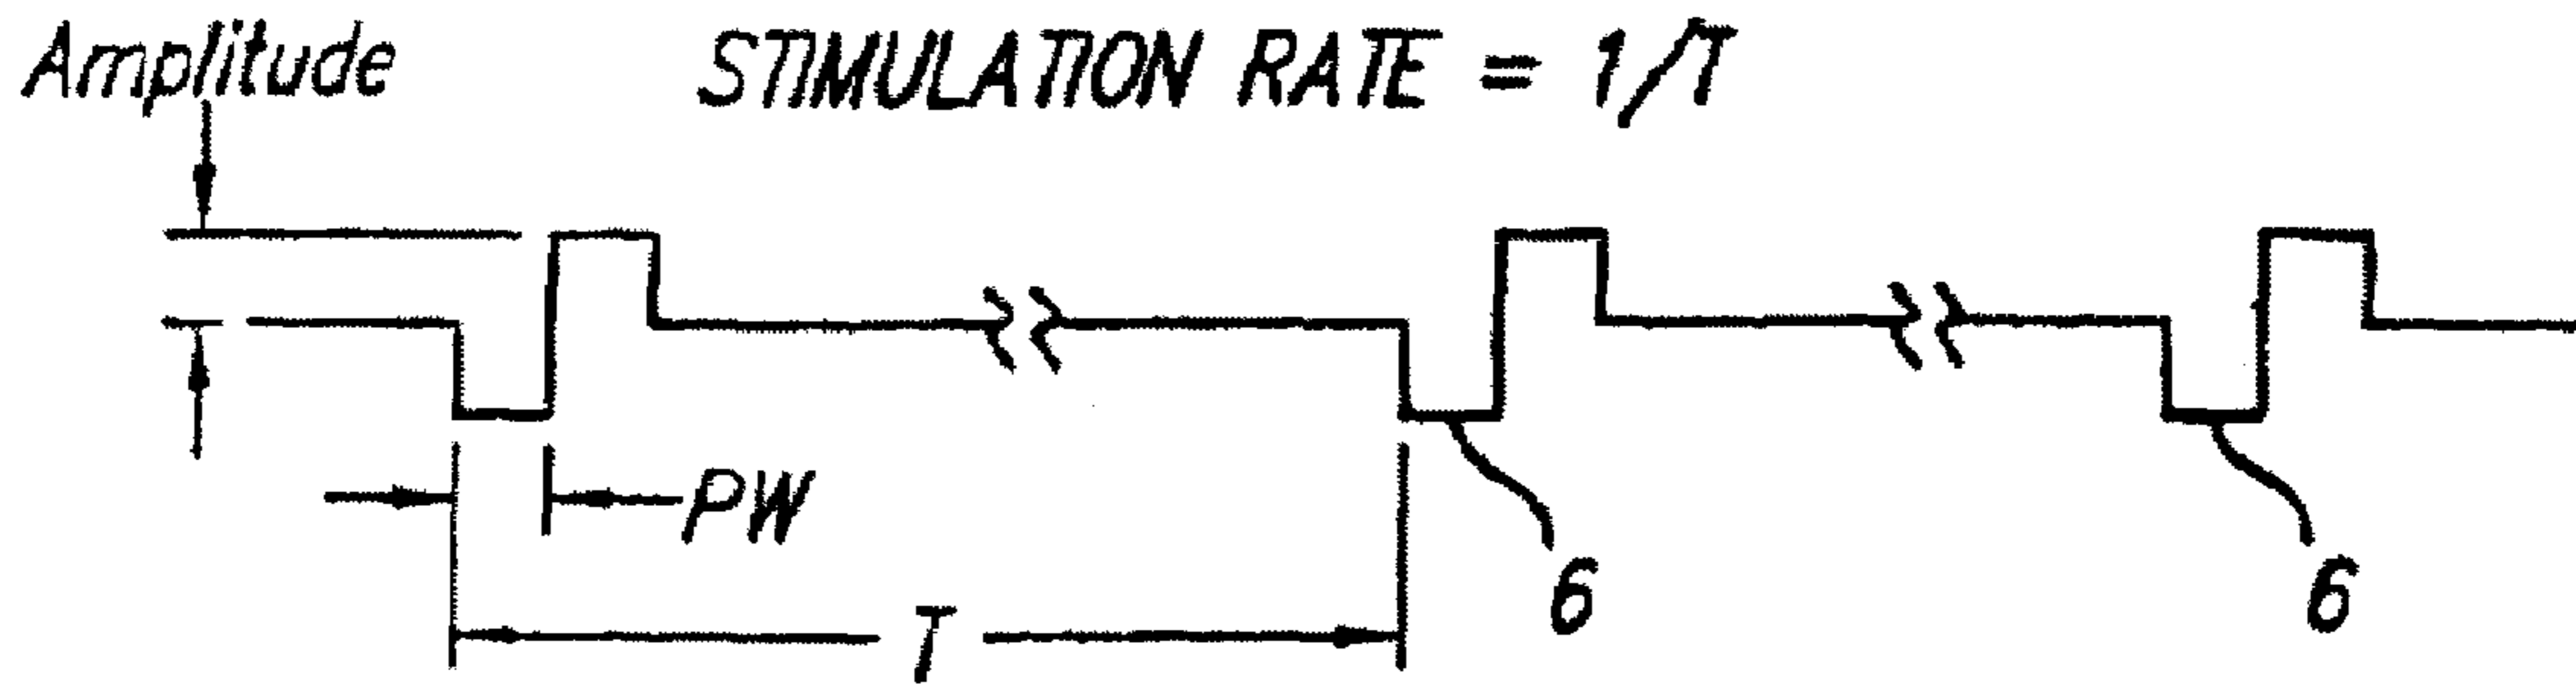 Amplitude
STIMULATION RATE = 1/T
PW
6
6
T